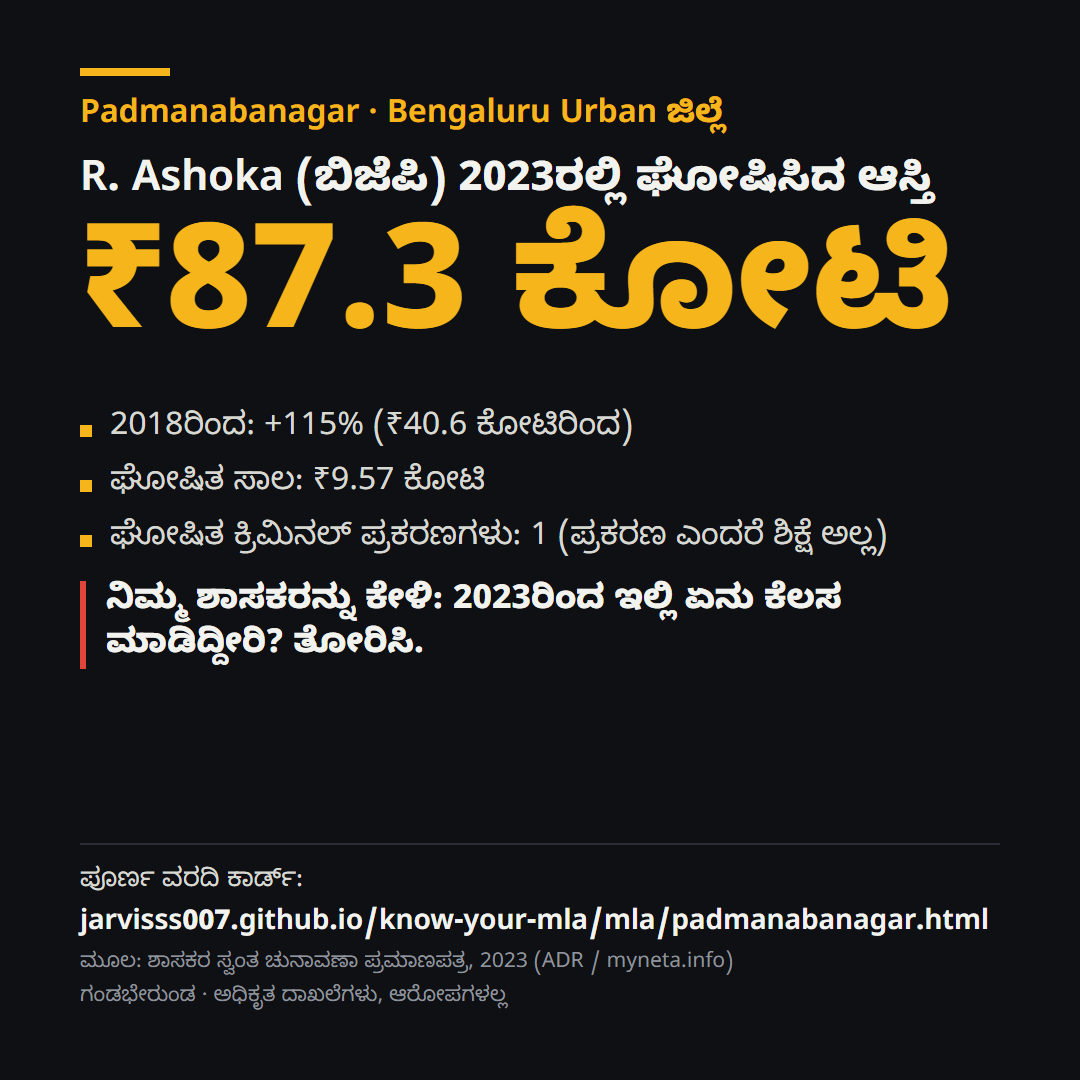 Padmanabanagar · Bengaluru Urban ಜಿಲ್ಲೆ
R. Ashoka (ಬಿಜೆಪಿ) 2023ರಲ್ಲಿ ಘೋಷಿಸಿದ ಆಸ್ತಿ
₹87.3 ಕೋಟಿ
2018ರಿಂದ: +115% (₹40.6 ಕೋಟಿರಿಂದ)
ಘೋಷಿತ ಸಾಲ: ₹9.57 ಕೋಟಿ
ಘೋಷಿತ ಕ್ರಿಮಿನಲ್ ಪ್ರಕರಣಗಳು: 1 (ಪ್ರಕರಣ ಎಂದರೆ ಶಿಕ್ಷೆ ಅಲ್ಲ)
ನಿಮ್ಮ ಶಾಸಕರನ್ನು ಕೇಳಿ: 2023ರಿಂದ ಇಲ್ಲಿ ಏನು ಕೆಲಸ
ಮಾಡಿದ್ದೀರಿ? ತೋರಿಸಿ.
ಪೂರ್ಣ ವರದಿ ಕಾರ್ಡ್:
jarvisss007.github.io/know-your-mla/mla/padmanabanagar.html
ಮೂಲ: ಶಾಸಕರ ಸ್ವಂತ ಚುನಾವಣಾ ಪ್ರಮಾಣಪತ್ರ, 2023 (ADR / myneta.info)
ಗಂಡಭೇರುಂಡ · ಅಧಿಕೃತ ದಾಖಲೆಗಳು, ಆರೋಪಗಳಲ್ಲ